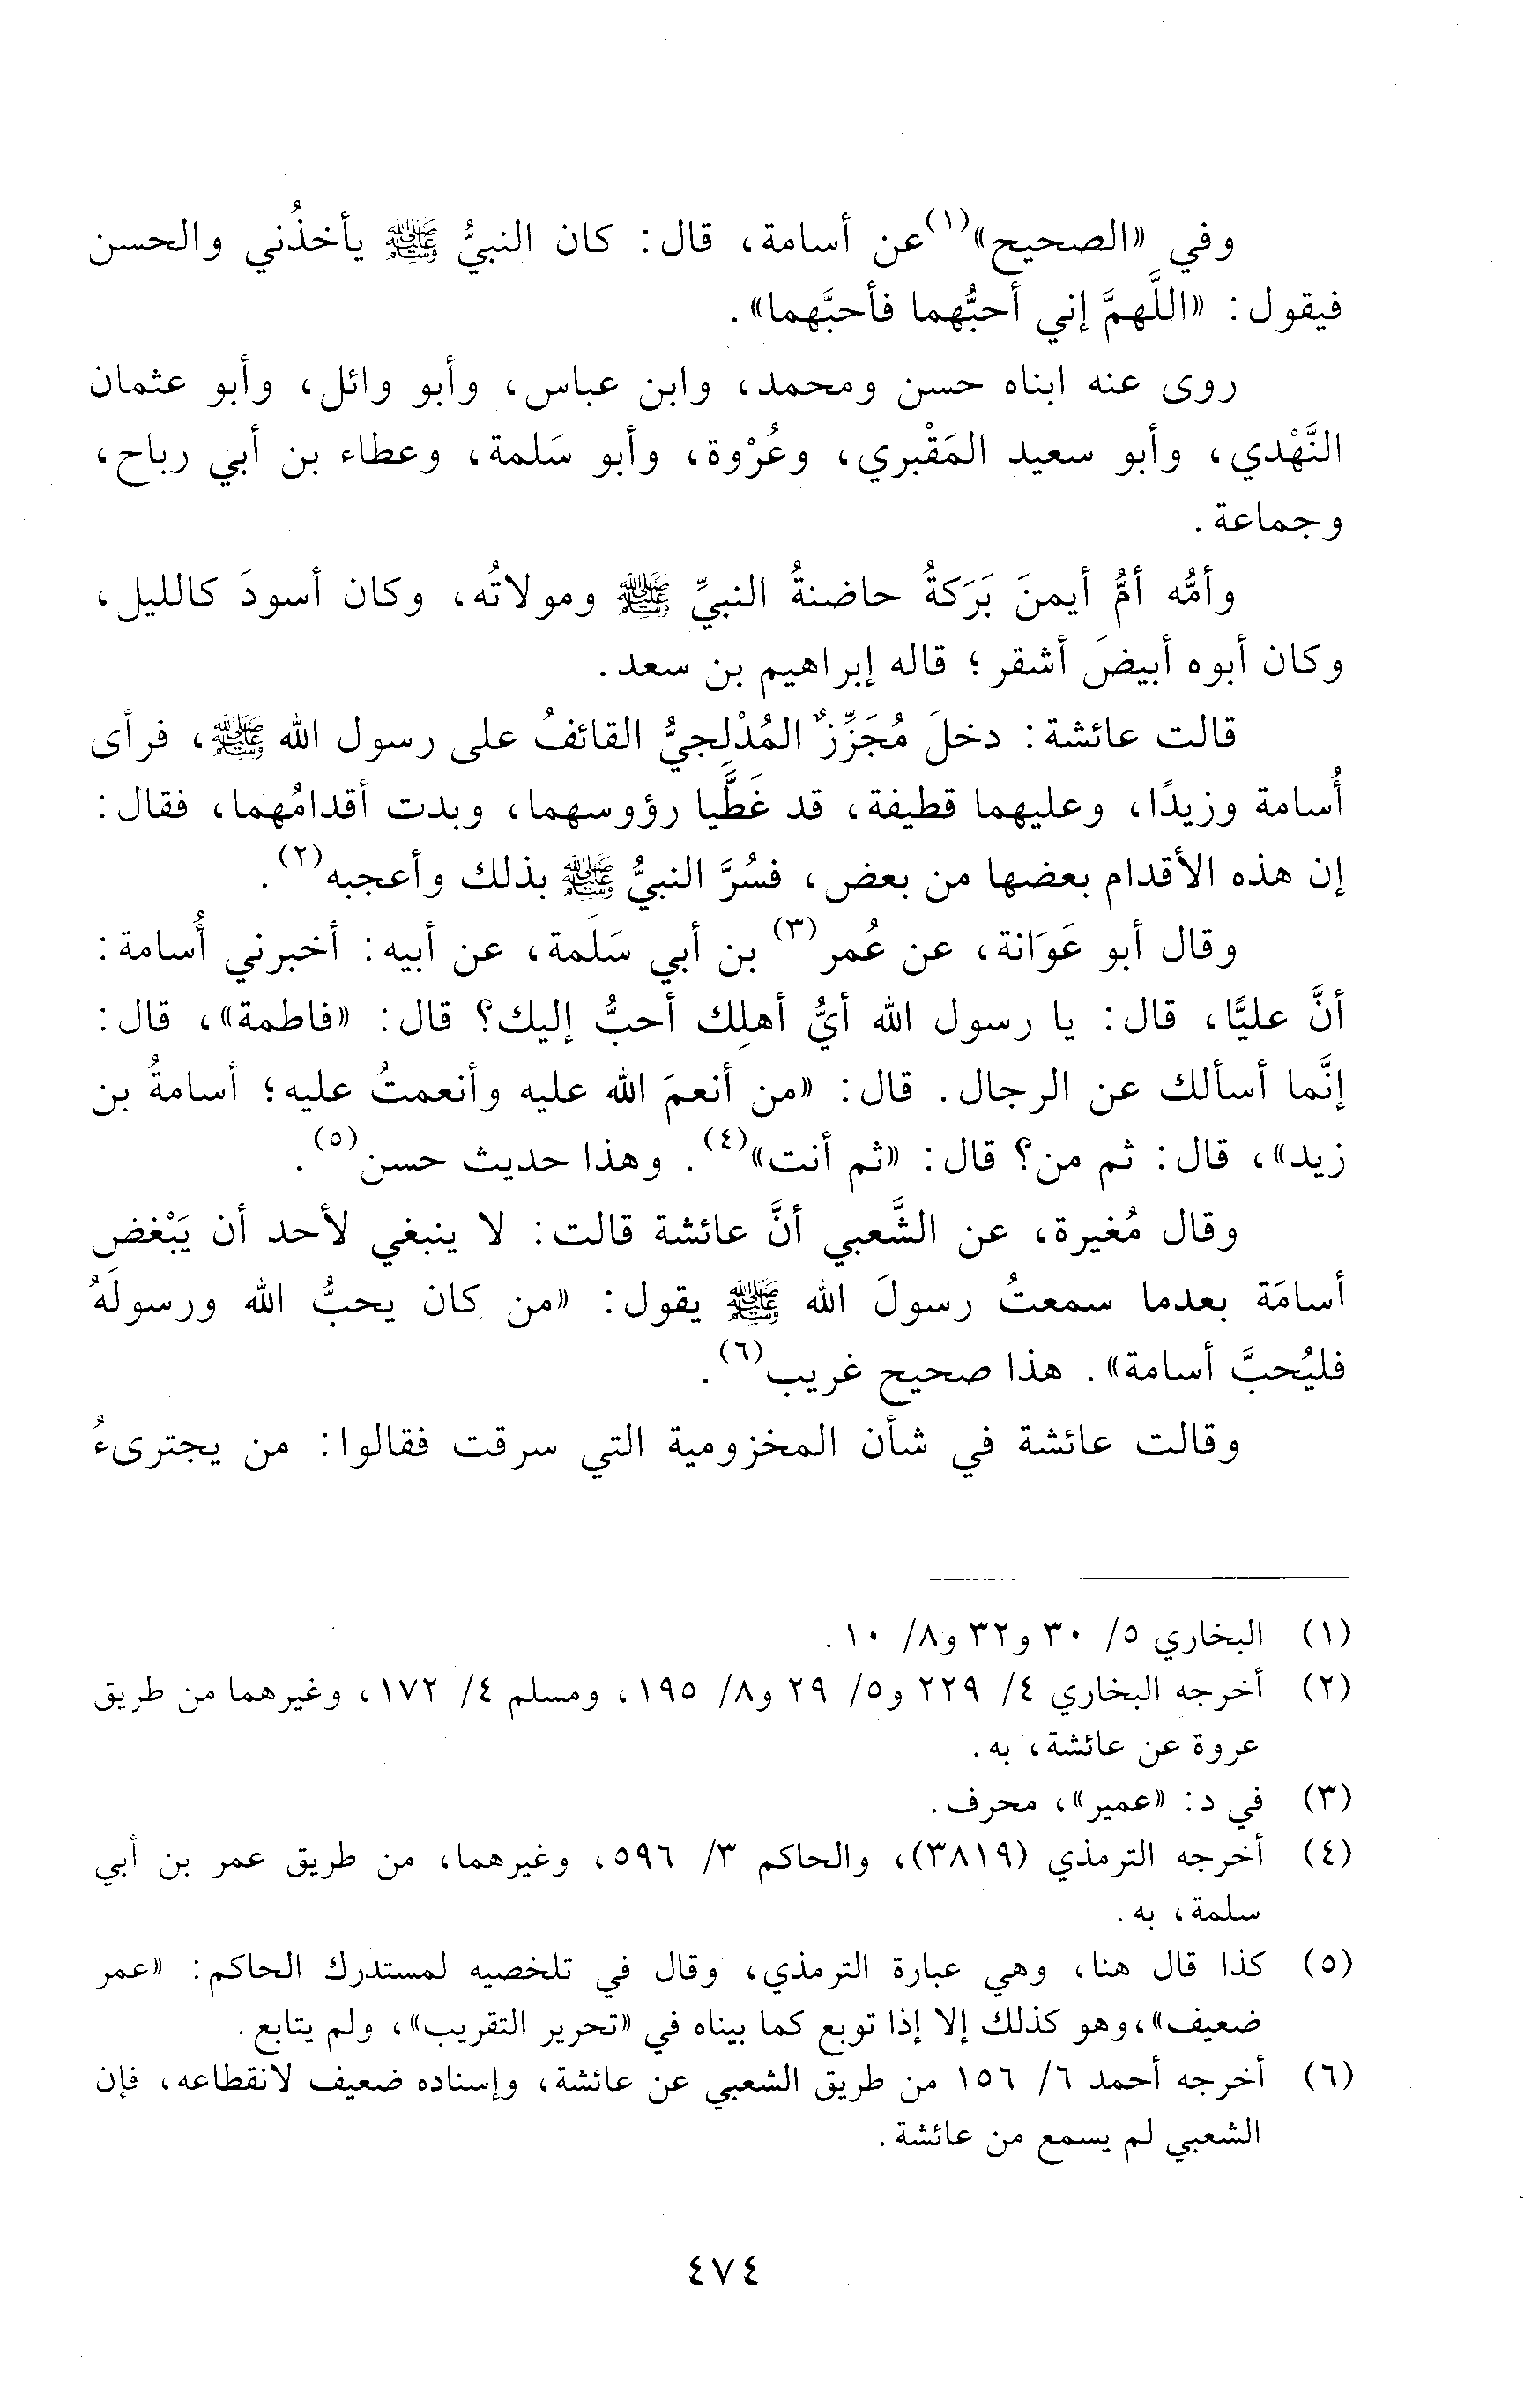 وفي «الصحيح»(١) عن أسامة، قال: كان النبيُّ ﷺ يأخذُني والحسن
فيقول: «اللَّهمَّ إني أحبُّهما فأحبَّهما».
روى عنه ابناه حسن ومحمد، وابن عباس، وأبو وائل، وأبو عثمان
النَّهْدي، وأبو سعيد المَقْبري، وعُرْوة، وأبو سَلمة، وعطاء بن أبي رباح،
وجماعة.
وأمُّه أمُّ أيمنَ بَرَكةُ حاضنةُ النبيِّ ﷺ ومولاتُه، وكان أسودَ كالليل،
وكان أبوه أبيضَ أشقر؛ قاله إبراهيم بن سعد.
قالت عائشة: دخلَ مُجَزِّزٌ المُدْلِجيُّ القائفُ على رسول الله ﷺ، فرأى
أُسامة وزيدًا، وعليهما قطيفة، قد غَطَّيا رؤوسهما، وبدت أقدامُهما، فقال:
إن هذه الأقدام بعضها من بعض، فسُرَّ النبيُّ ﷺ بذلك وأعجبه(٢).
وقال أبو عَوَانة، عن عُمر(٣) بن أبي سَلَمة، عن أبيه: أخبرني أُسامة:
أنَّ عليًّا، قال: يا رسول الله أيُّ أهلِك أحبُّ إليك؟ قال: «فاطمة»، قال:
إنَّما أسألك عن الرجال. قال: «من أنعمَ الله عليه وأنعمتُ عليه؛ أسامةُ بن
زيد»، قال: ثم من؟ قال: «ثم أنت»(٤). وهذا حديث حسن(٥).
وقال مُغيرة، عن الشَّعبي أنَّ عائشة قالت: لا ينبغي لأحد أن يَبْغض
أسامَة بعدما سمعتُ رسولَ الله ﷺ يقول: «من كان يحبُّ الله ورسولَهُ
فليُحبَّ أسامة». هذا صحيح غريب(٦).
وقالت عائشة في شأن المخزومية التي سرقت فقالوا: من يجترىءُ
(١) البخاري ٥/ ٣٠ و٣٢ و٨/ ١٠.
(٢) أخرجه البخاري ٤/ ٢٢٩ و٥/ ٢٩ و٨/ ١٩٥، ومسلم ٤/ ١٧٢، وغيرهما من طريق
عروة عن عائشة، به.
(٣) في د: «عمير»، محرف.
(٤) أخرجه الترمذي (٣٨١٩)، والحاكم ٣/ ٥٩٦، وغيرهما، من طريق عمر بن أبي
سلمة، به.
(٥) كذا قال هنا، وهي عبارة الترمذي، وقال في تلخصيه لمستدرك الحاكم: «عمر
ضعيف»،وهو كذلك إلا إذا توبع كما بيناه في «تحرير التقريب»، ولم يتابع.
(٦) أخرجه أحمد ٦/ ١٥٦ من طريق الشعبي عن عائشة، وإسناده ضعيف لانقطاعه، فإن
الشعبي لم يسمع من عائشة.
٤٧٤